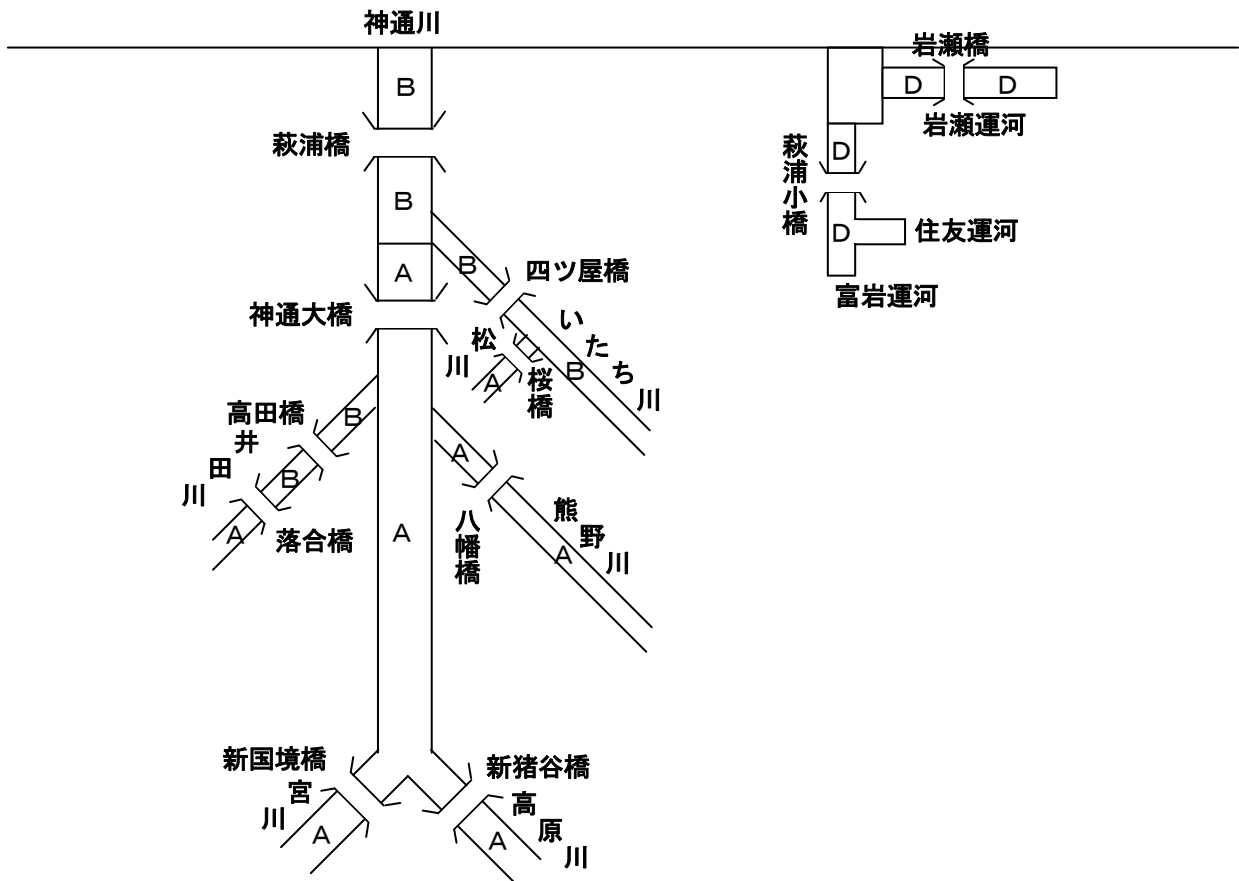 神通川
岩瀬橋
B
D
D
岩瀬運河
萩浦橋
萩浦小橋
D
B
D
住友運河
A
B
四ツ屋橋
富岩運河
神通大橋
いたち川
B
松川
A
桜橋
高田橋
B
井田川
B
A
落合橋
A
A
八幡橋
熊野川
A
新国境橋
新猪谷橋
宮川
A
高原川
A